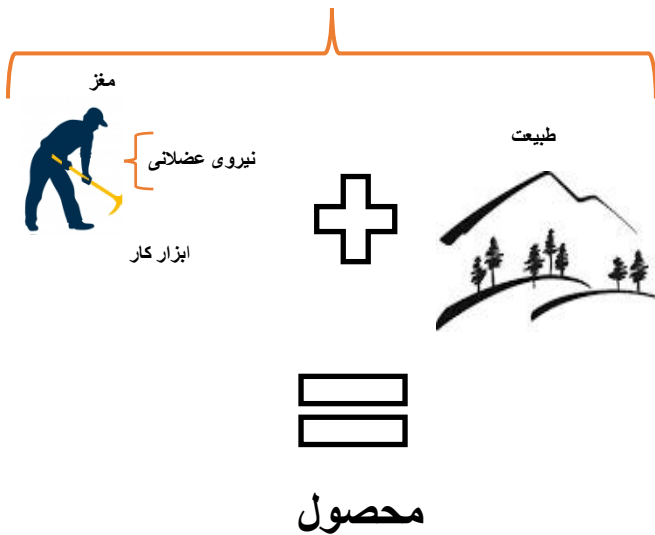 مغز
طبیعت
نیروی عضلانی
ابزار کار
محصول